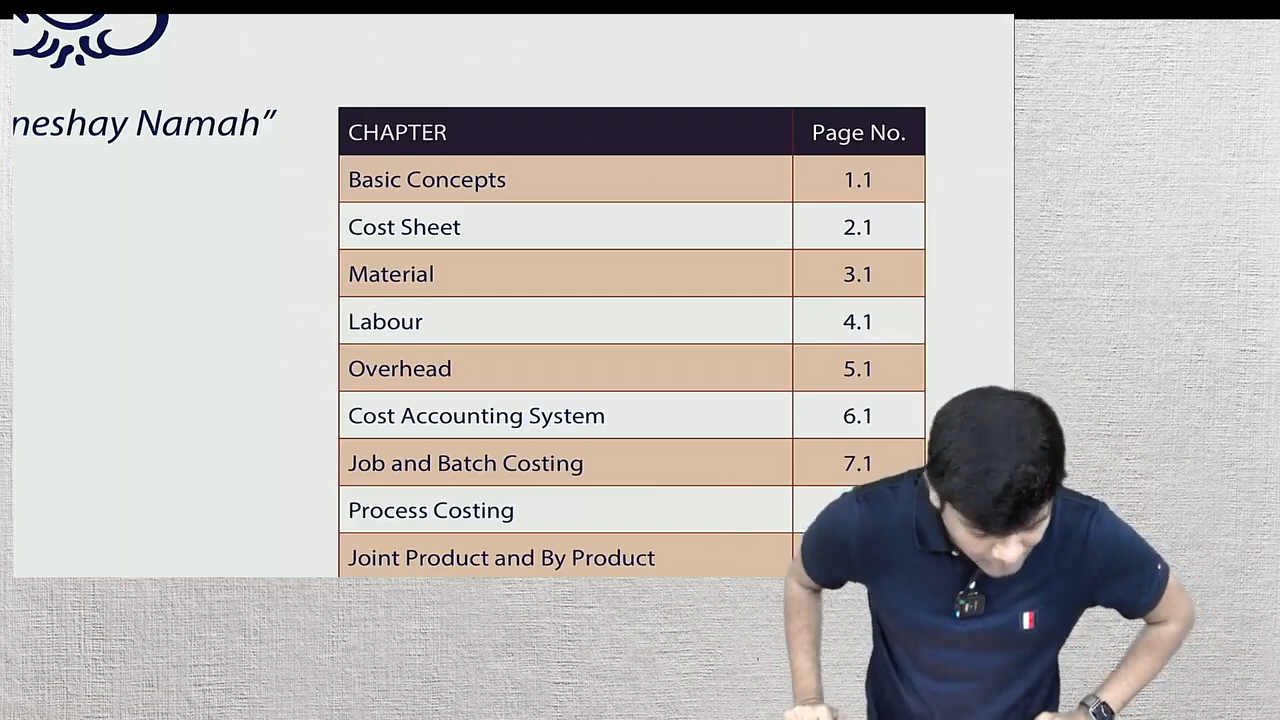 neshay Namah”
CHAPTER Page No.
Basic Concepts 1.1
Cost Sheet 2.1
Material 3.1
Labour 4.1
Overhead 5.1
Cost Accounting System 6.1
Job and Batch Costing 7.1
Process Costing
Joint Product and By Product